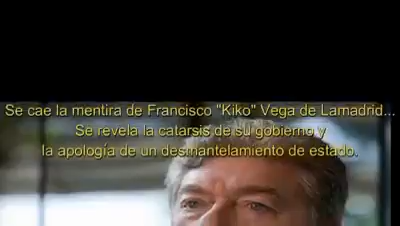 Se cae la mentira de Francisco "Kiko" Vega de Lamadrid...
Se revela la catarsis de su gobierno y
la apología de un desmantelamiento de estado.